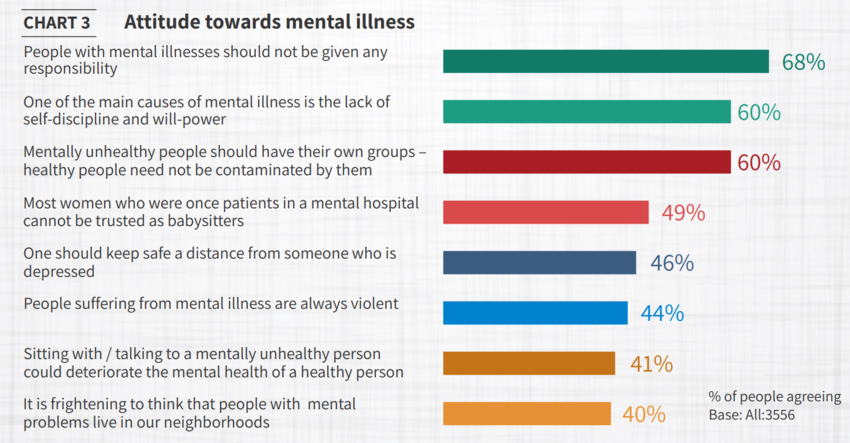 CHART 3 Attitude towards mental illness
People with mental illnesses should not be given any
responsibility
68%
One of the main causes of mental illness is the lack of
self-discipline and will-power
60%
Mentally unhealthy people should have their own groups –
healthy people need not be contaminated by them
60%
Most women who were once patients in a mental hospital
cannot be trusted as babysitters
49%
One should keep safe a distance from someone who is
depressed
46%
People suffering from mental illness are always violent
44%
Sitting with / talking to a mentally unhealthy person
could deteriorate the mental health of a healthy person
41%
It is frightening to think that people with mental
problems live in our neighborhoods
40%
% of people agreeing
Base: All:3556